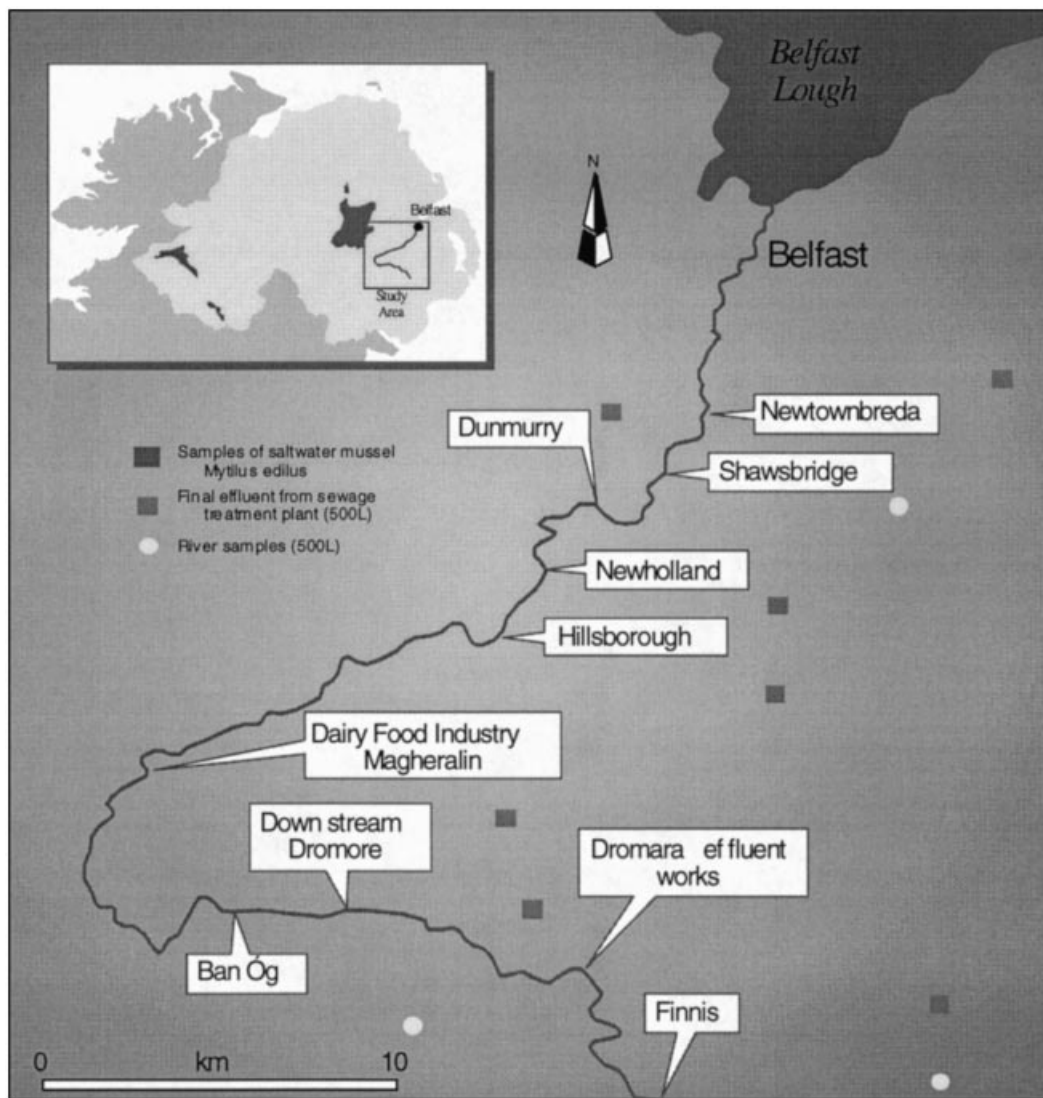 Belfast
Lough
N
Belfast
Study
Area
Belfast
Newtownbreda
Dunmurry
Shawsbridge
Samples of saltwater mussel
Mytilus edilus
Final effluent from sewage
treatment plant (500L)
River samples (500L)
Newholland
Hillsborough
Dairy Food Industry
Magheralin
Down stream
Dromore
Dromara ef fluent
works
Ban Óg
Finnis
0 km 10